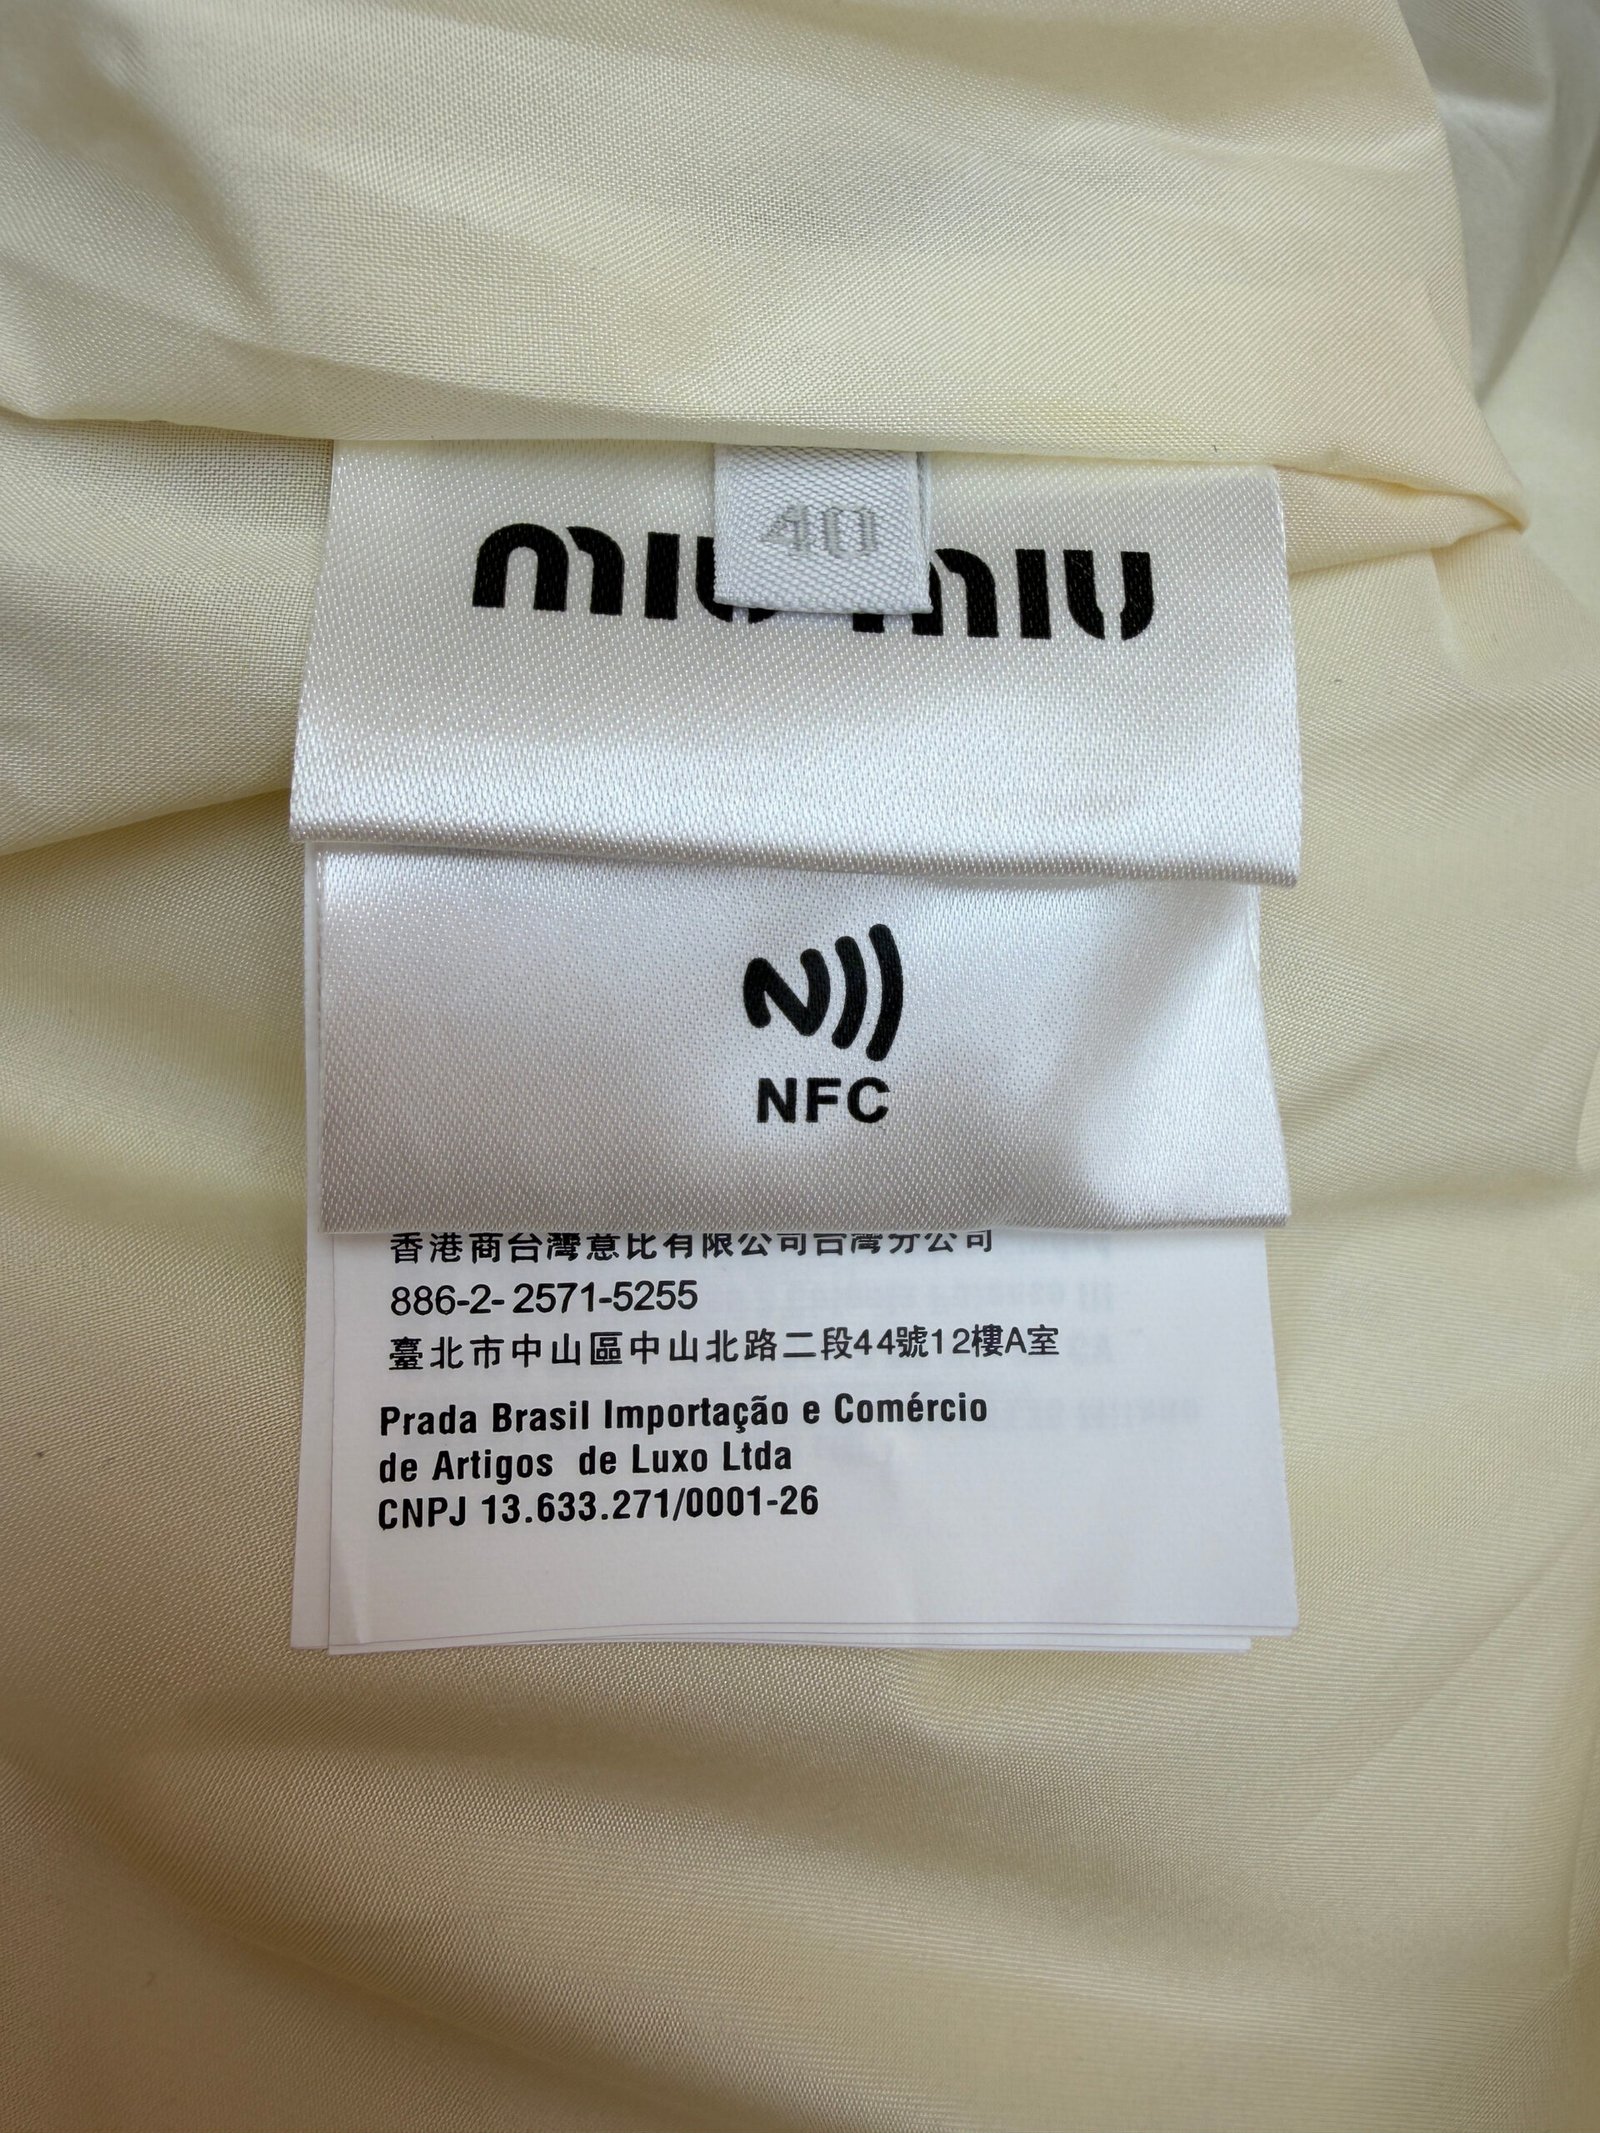 miu miu
40
NFC
香港商台灣意比有限公司台灣分公司
886-2- 2571-5255
臺北市中山區中山北路二段44號12樓A室
Prada Brasil Importação e Comércio
de Artigos de Luxo Ltda
CNPJ 13.633.271/0001-26